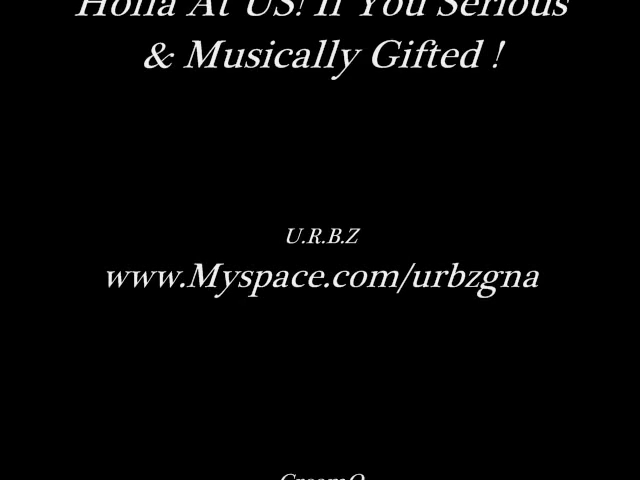 Holla At US! If You Serious
& Musically Gifted !
U.R.B.Z
www.Myspace.com/urbzgna